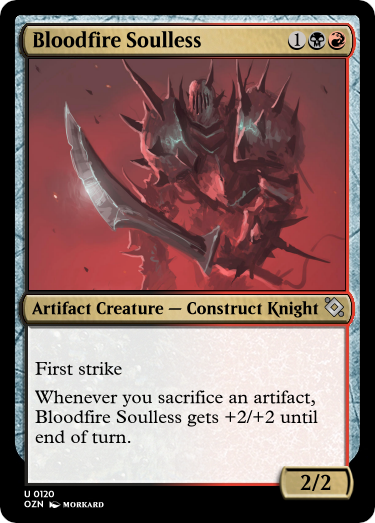 Bloodfire Soulless 1
Artifact Creature — Construct Knight
First strike
Whenever you sacrifice an artifact,
Bloodfire Soulless gets +2/+2 until
end of turn.
2/2
U 0120
OZN MORKARD